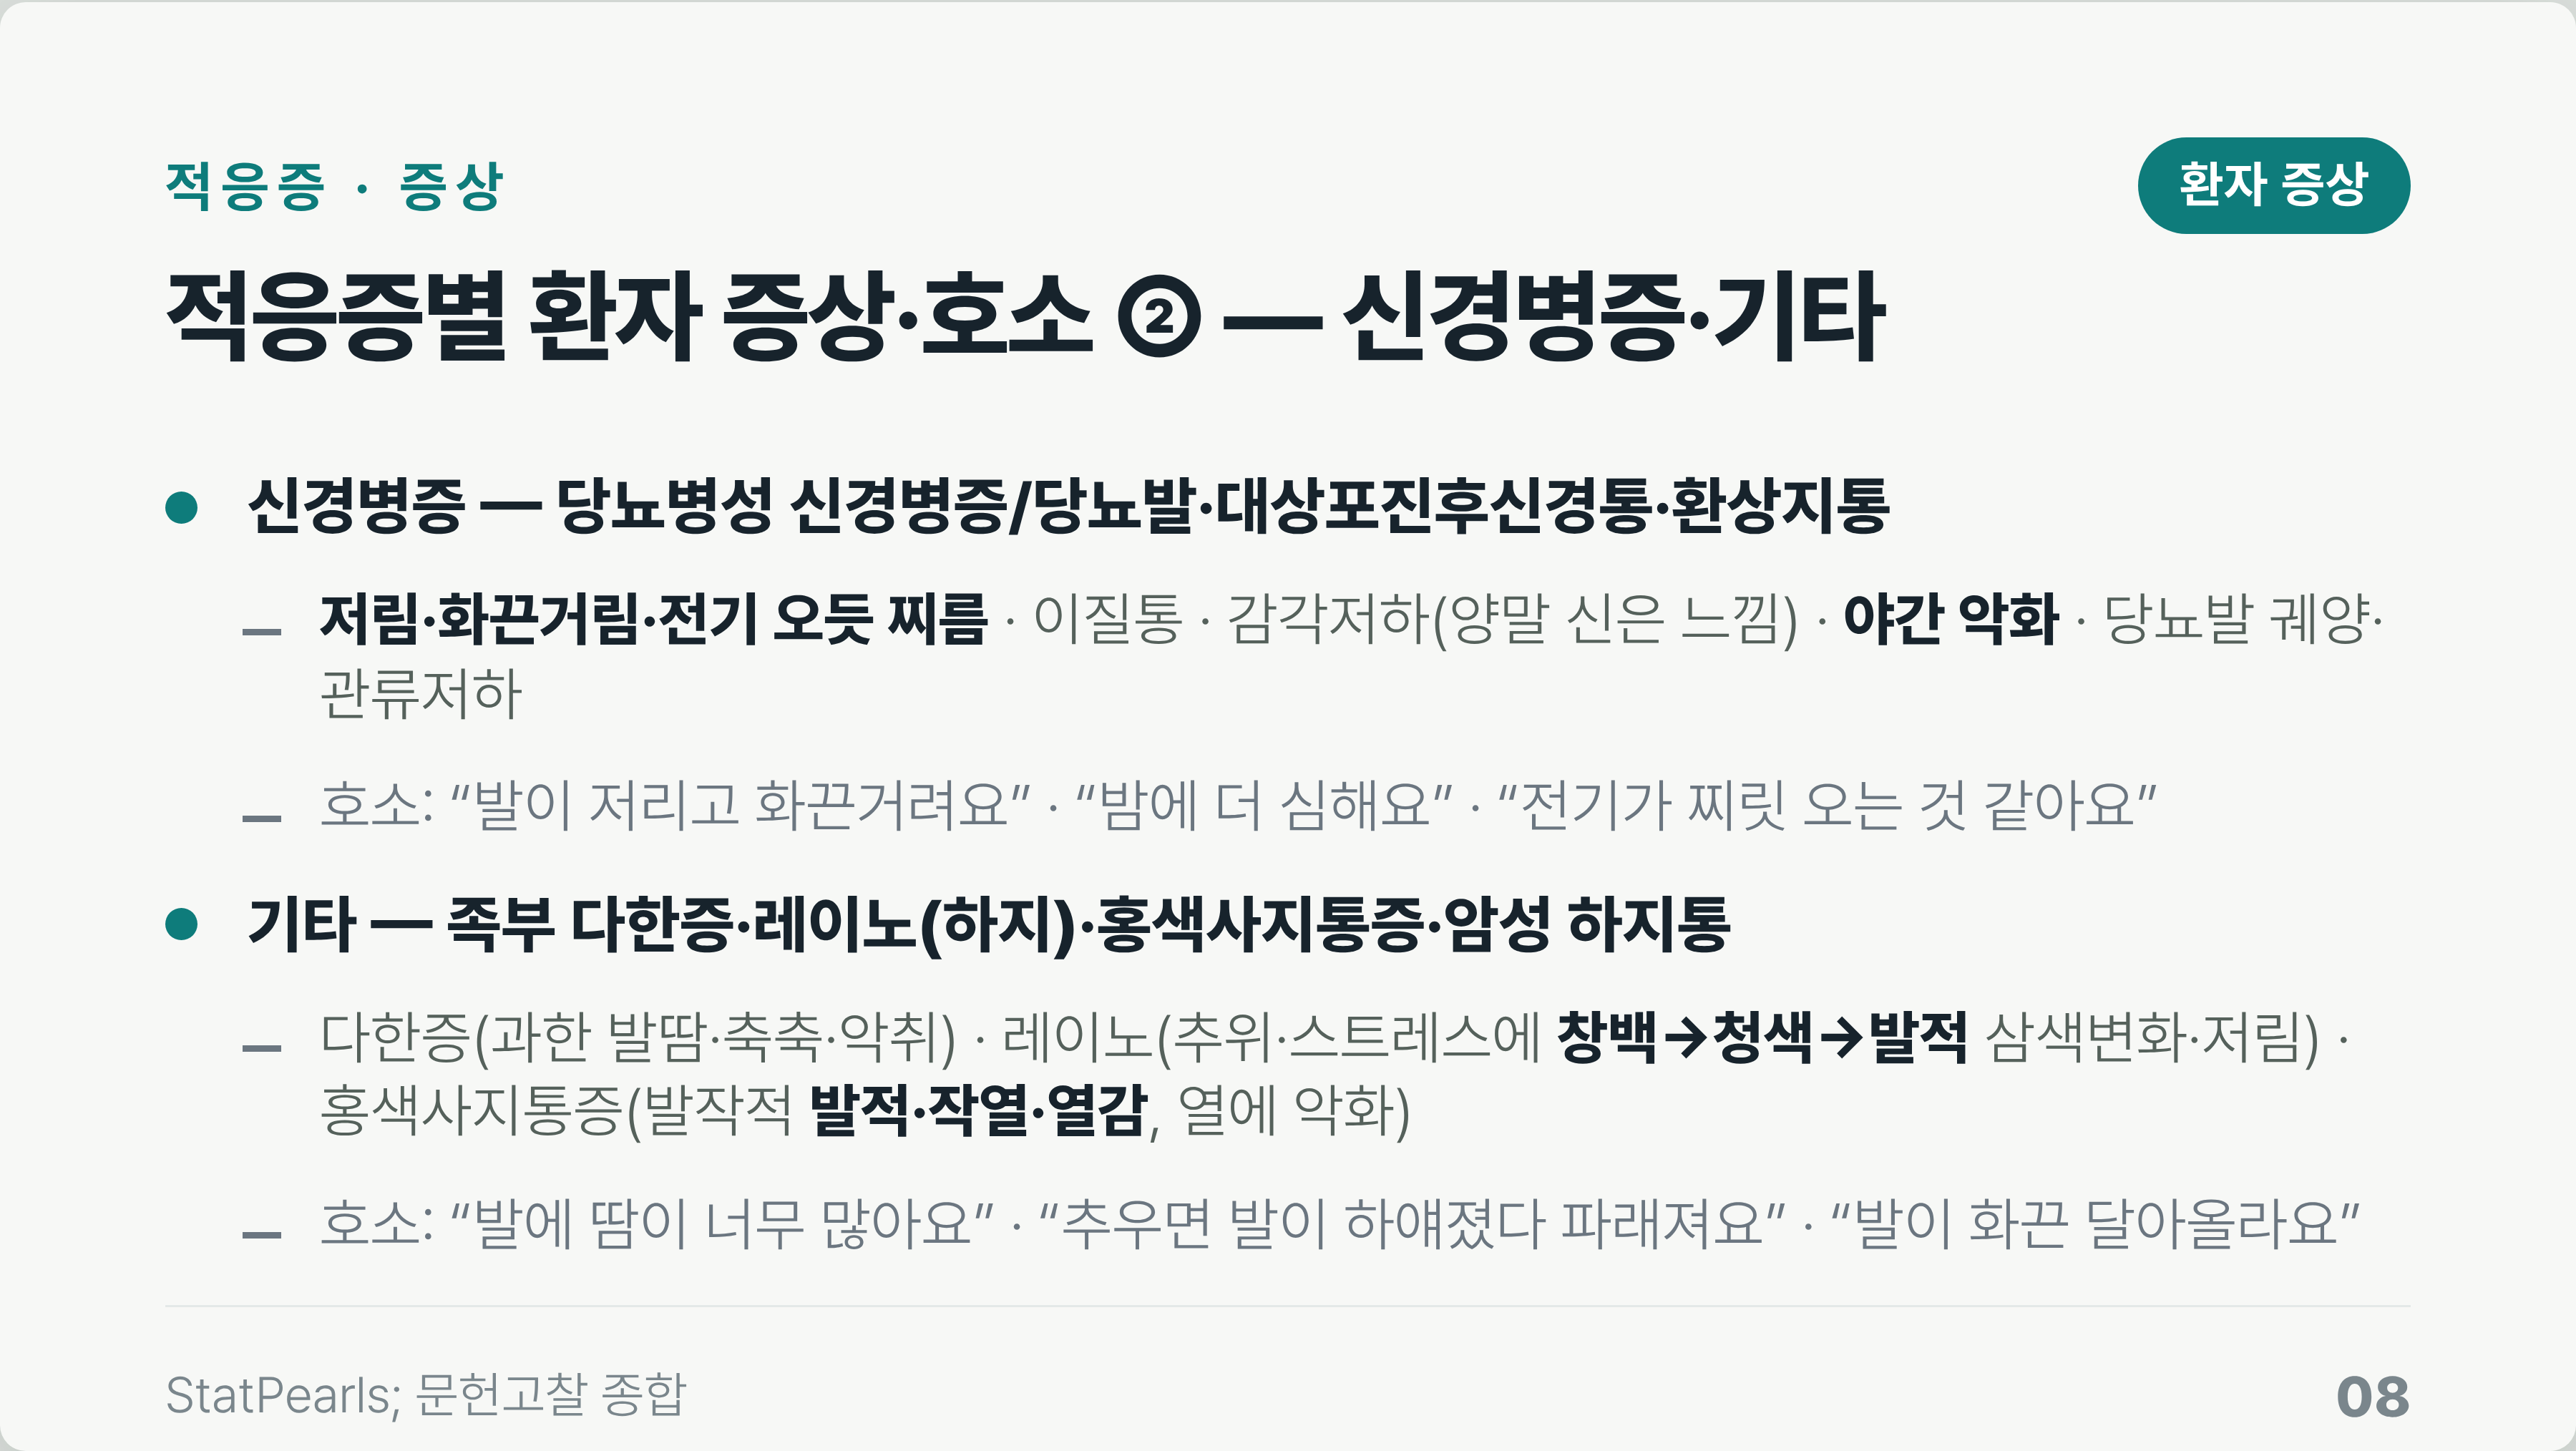 적응증 · 증상
환자 증상
적응증별 환자 증상·호소 ② — 신경병증·기타
신경병증 — 당뇨병성 신경병증/당뇨발·대상포진후신경통·환상지통
– 저림·화끈거림·전기 오듯 찌름 · 이질통 · 감각저하(양말 신은 느낌) · 야간 악화 · 당뇨발 궤양·
관류저하
– 호소: “발이 저리고 화끈거려요” · “밤에 더 심해요” · “전기가 찌릿 오는 것 같아요”
기타 — 족부 다한증·레이노(하지)·홍색사지통증·암성 하지통
– 다한증(과한 발땀·축축·악취) · 레이노(추위·스트레스에 창백→청색→발적 삼색변화·저림) ·
홍색사지통증(발작적 발적·작열·열감, 열에 악화)
– 호소: “발에 땀이 너무 많아요” · “추우면 발이 하얘졌다 파래져요” · “발이 화끈 달아올라요”
StatPearls; 문헌고찰 종합
08